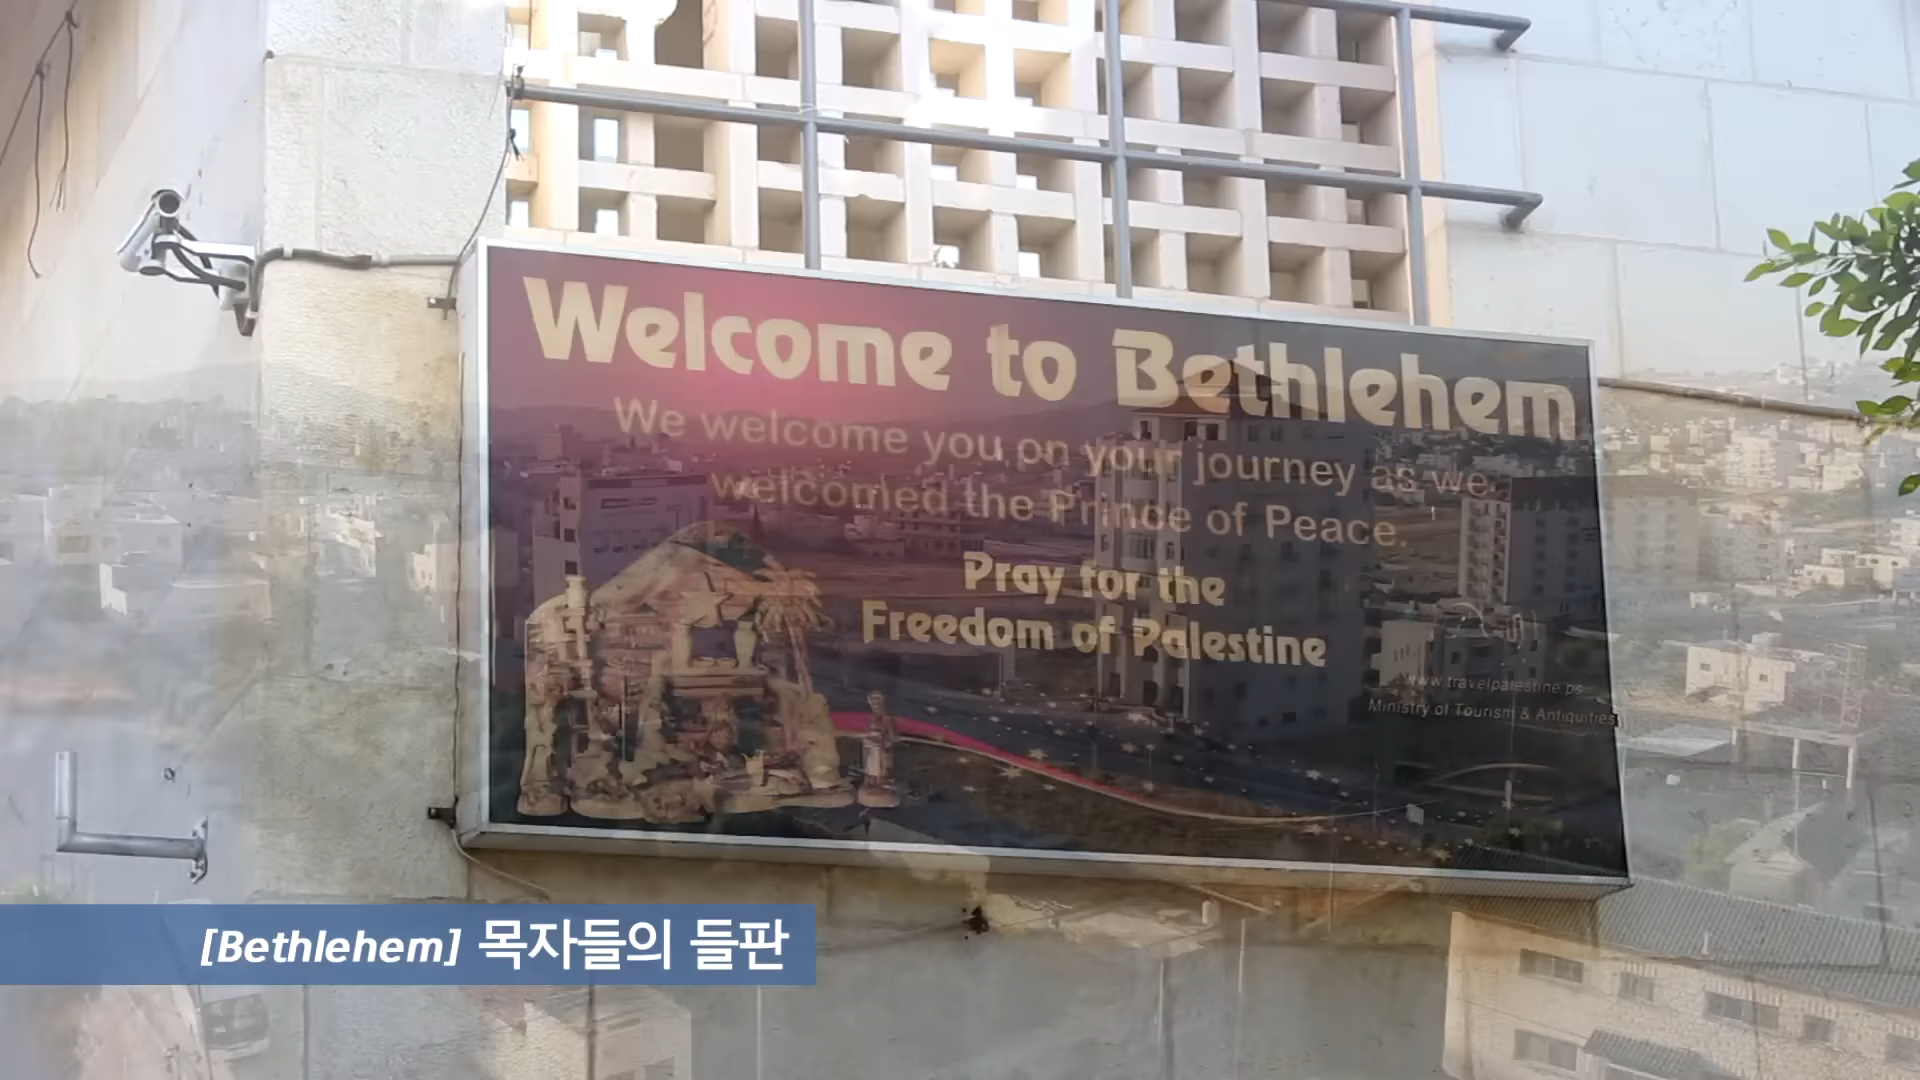 Welcome to Bethlehem
We welcome you on your journey as we
welcomed the Prince of Peace.
Pray for the
Freedom of Palestine
www.travelpalestine.ps
Ministry of Tourism & Antiquities
[Bethlehem] 목자들의 들판